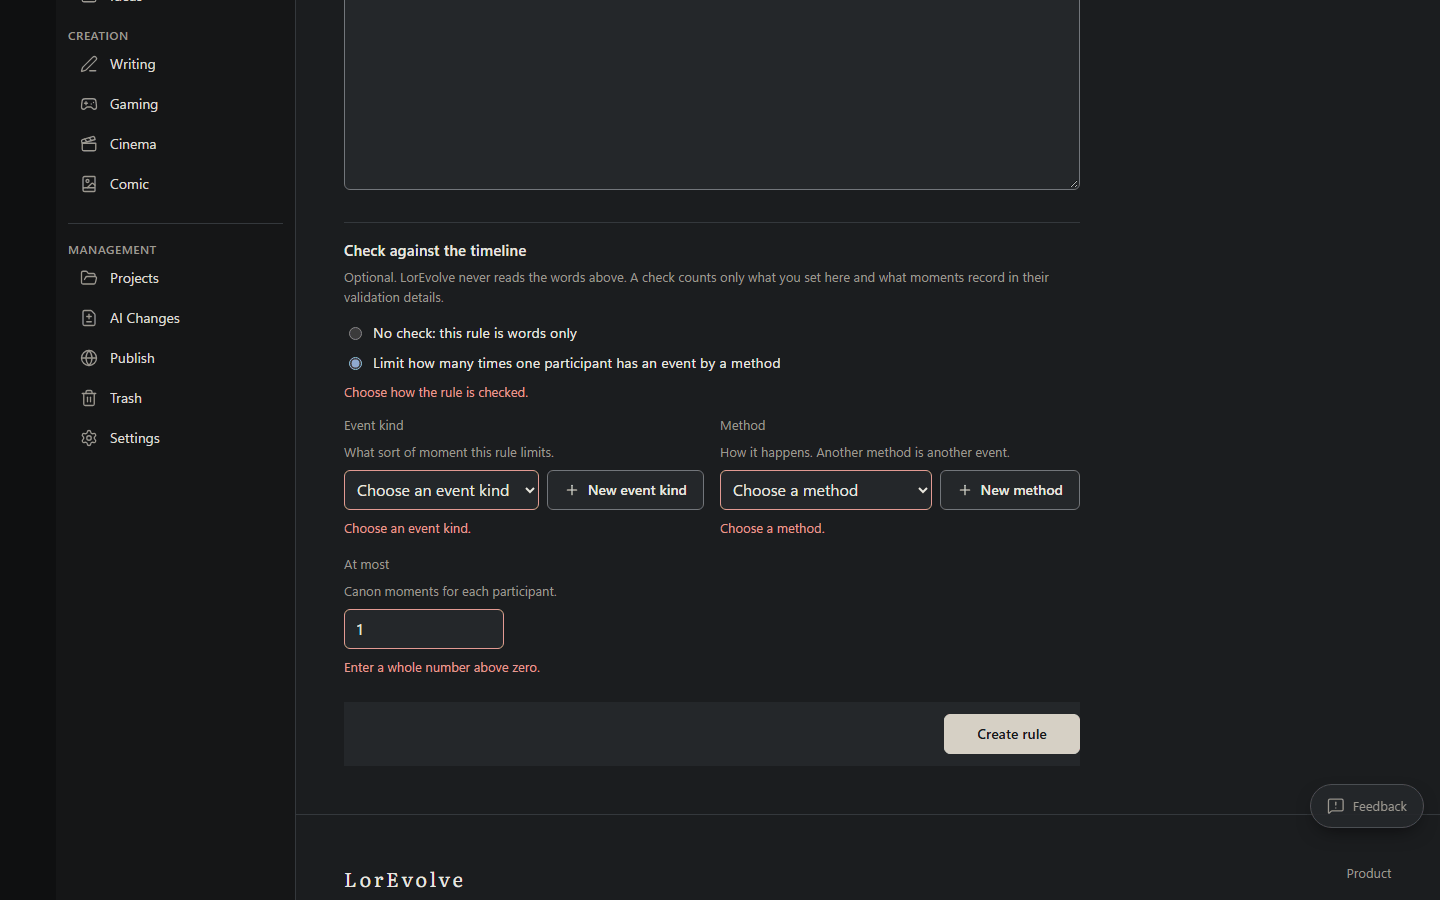 CREATION
Writing
Gaming
Cinema
Comic
MANAGEMENT
Projects
AI Changes
Publish
Trash
Settings
Check against the timeline
Optional. LorEvolve never reads the words above. A check counts only what you set here and what moments record in their
validation details.
No check: this rule is words only
Limit how many times one participant has an event by a method
Choose how the rule is checked.
Event kind
What sort of moment this rule limits.
Choose an event kind
New event kind
Choose an event kind.
Method
How it happens. Another method is another event.
Choose a method
New method
Choose a method.
At most
Canon moments for each participant.
1
Enter a whole number above zero.
Create rule
Feedback
LorEvolve
Product